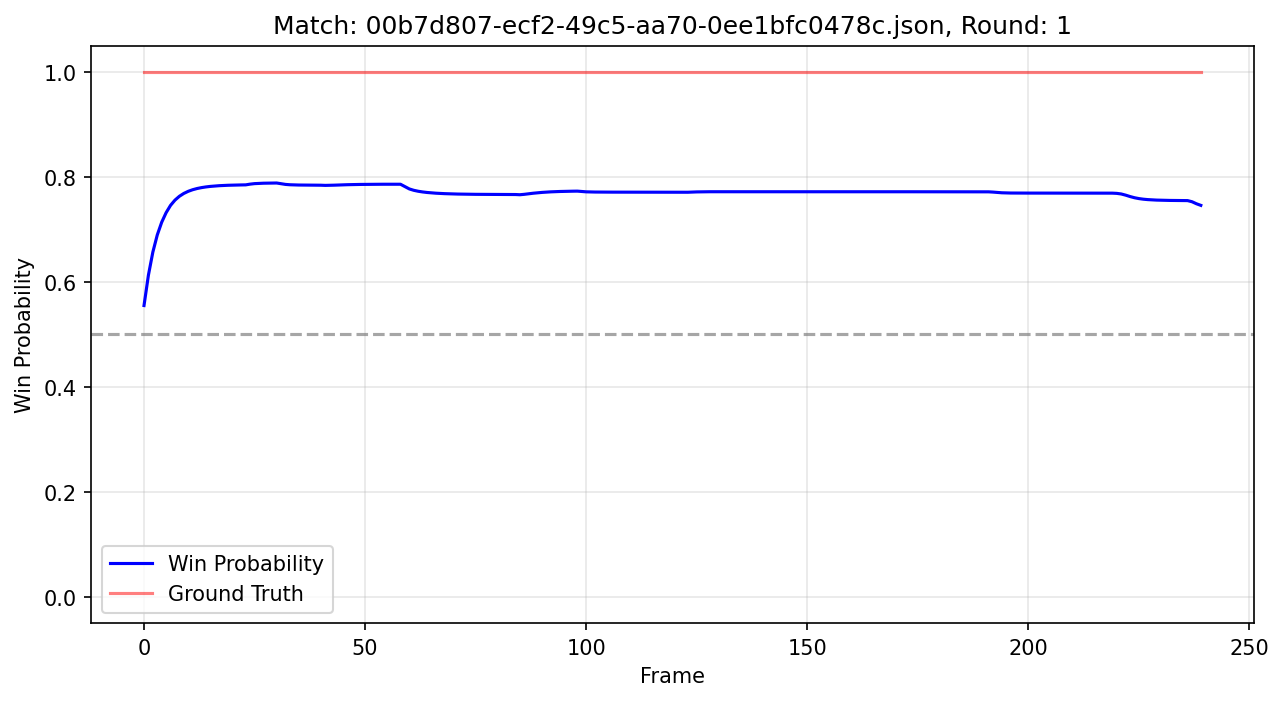 Match: 00b7d807-ecf2-49c5-aa70-0ee1bfc0478c.json, Round: 1
1.0
0.8
0.6
0.4
0.2
0.0
Win Probability
Win Probability
Ground Truth
0 50 100 150 200 250
Frame